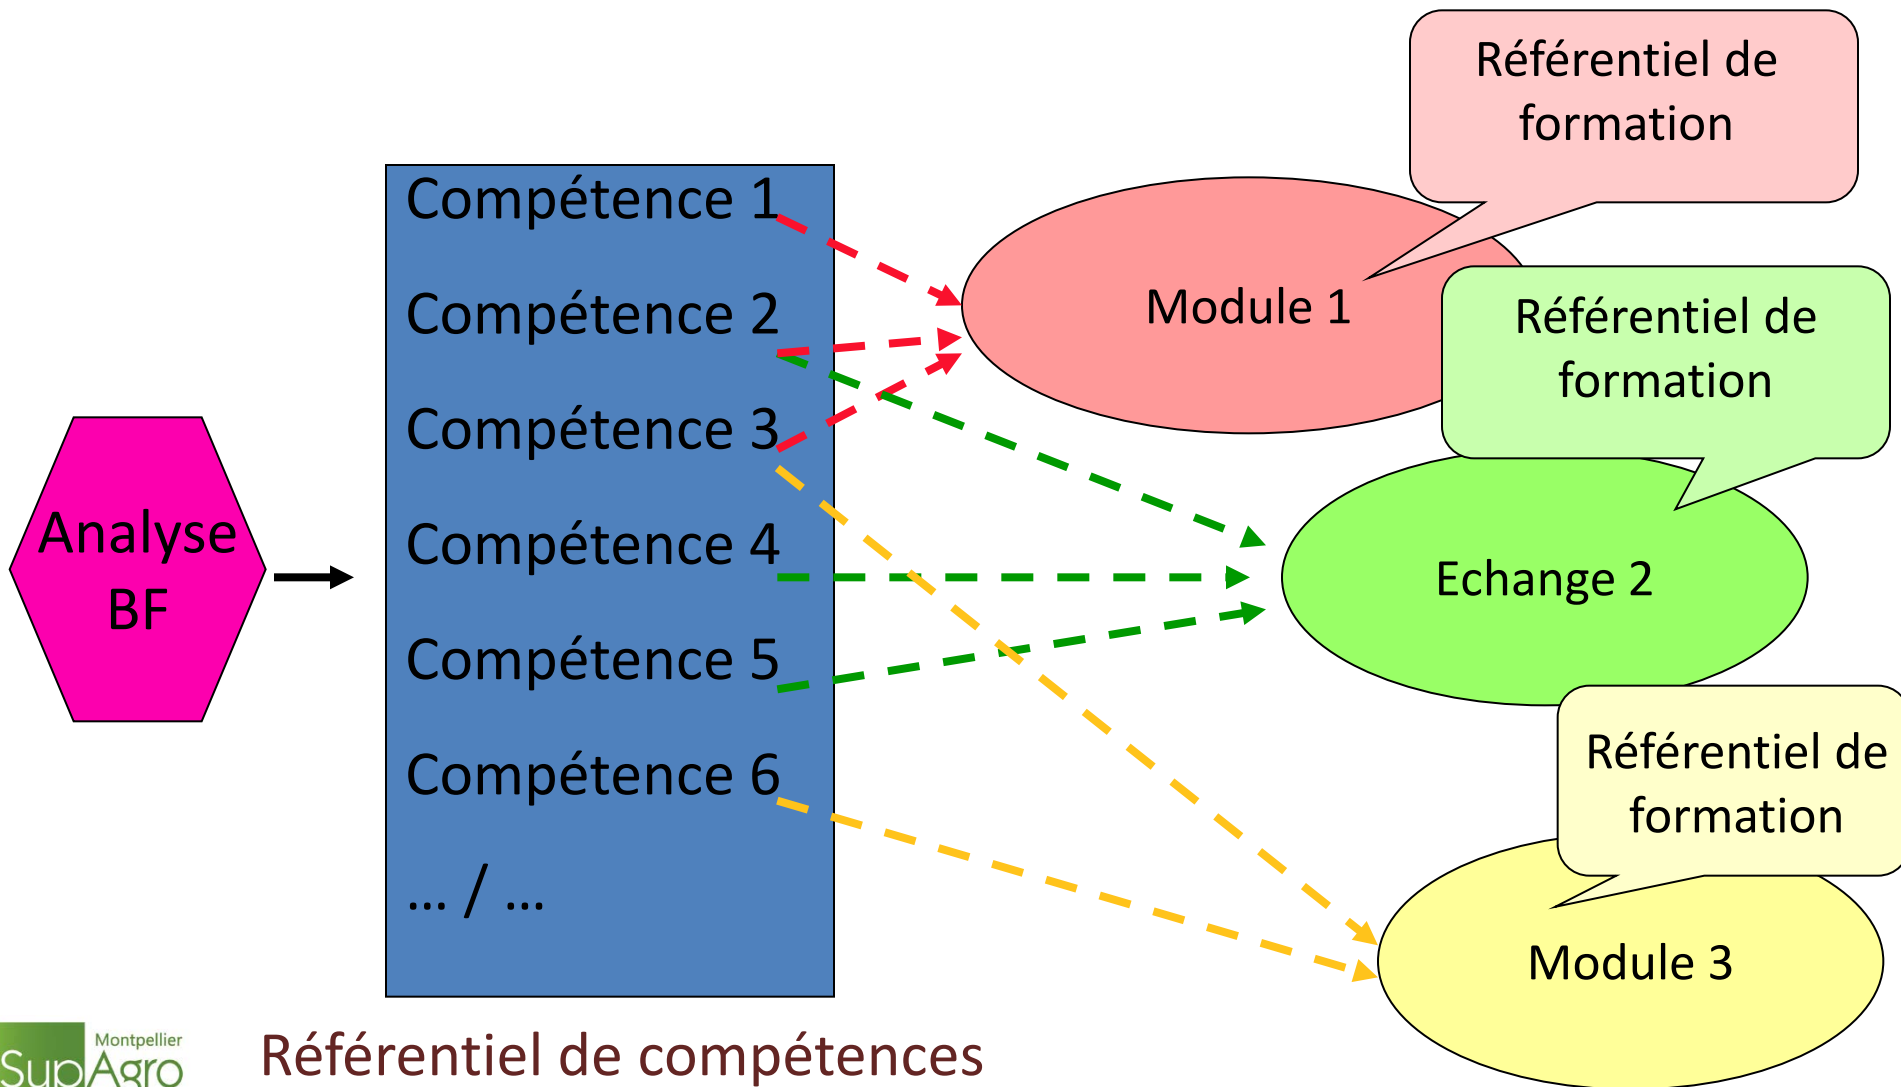 Référentiel de
formation
Compétence 1
Compétence 2
Compétence 3
Compétence 4
Compétence 5
Compétence 6
... / ...
Module 1
Référentiel de
formation
Analyse
BF
Echange 2
Référentiel de
formation
Module 3
Montpellier
SupAgro
Référentiel de compétences